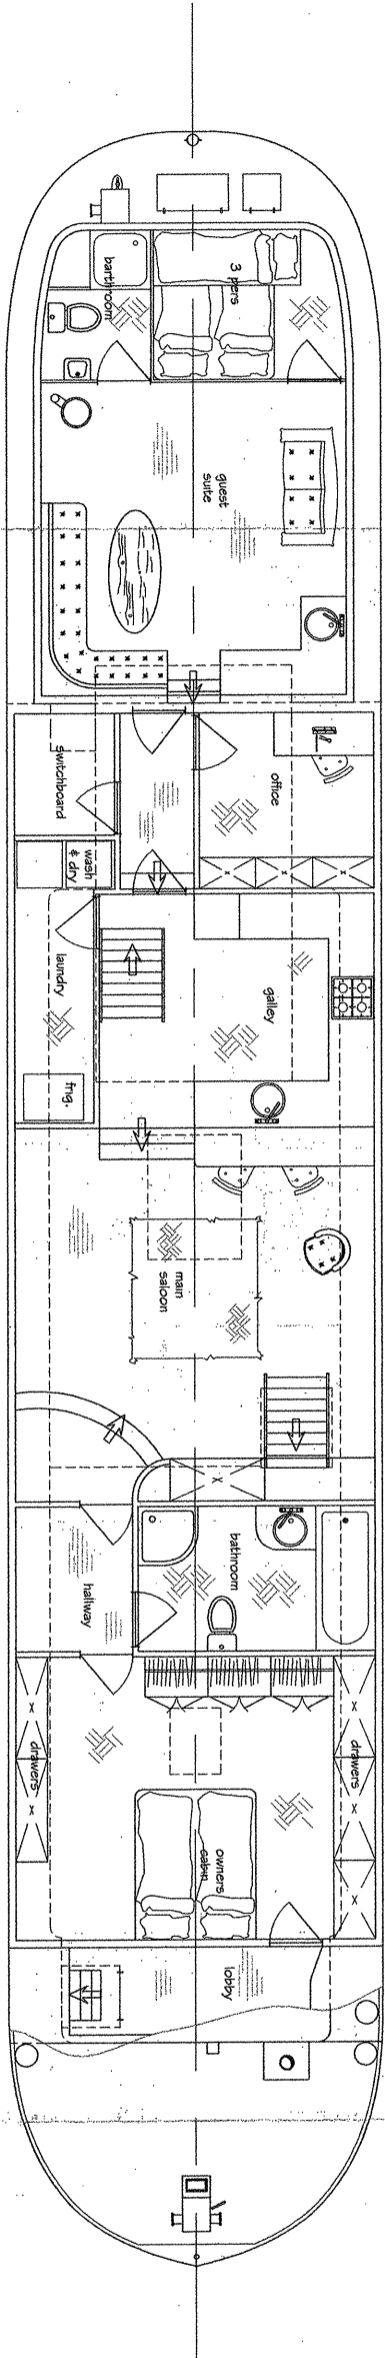 bathroom
3 pers
guest
suite
switchboard
office
wash
& dry
laundry
galley
frig.
main
saloon
bathroom
hallway
drawers
drawers
owners
cabin
lobby